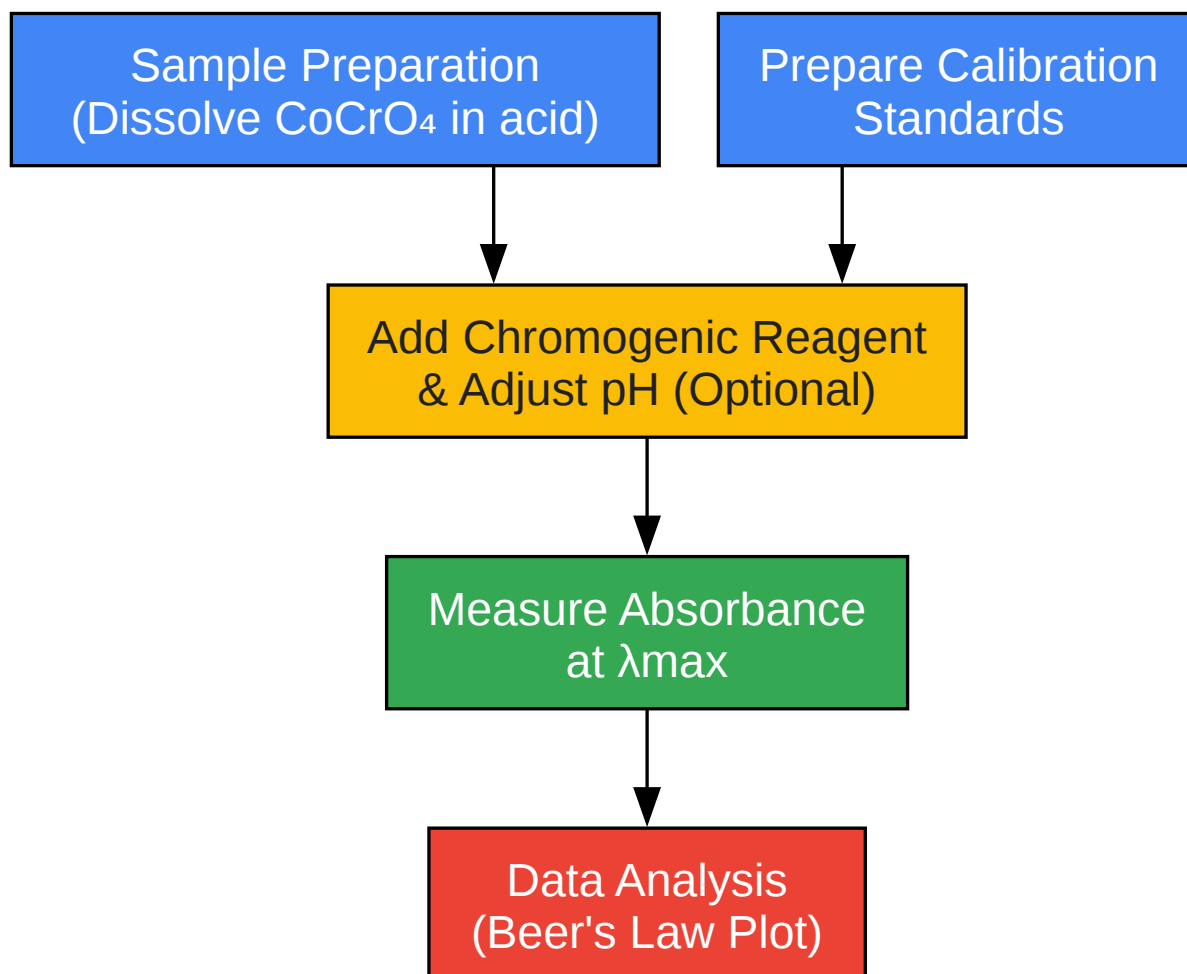 Sample Preparation
(Dissolve CoCrO₄ in acid)
Prepare Calibration
Standards
Add Chromogenic Reagent
& Adjust pH (Optional)
Measure Absorbance
at λmax
Data Analysis
(Beer's Law Plot)